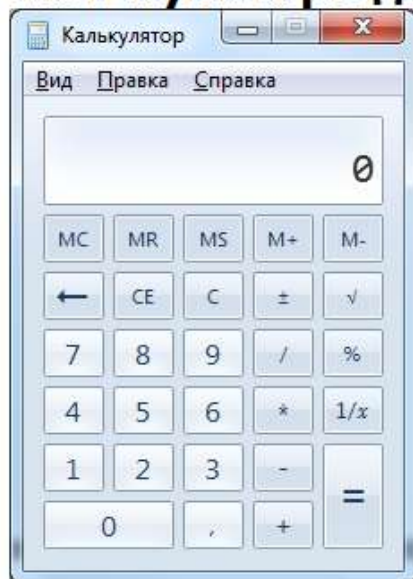 Калькулятор
Вид Правка Справка
0
MC MR MS M+ M-
← CE C ± √
7 8 9 / %
4 5 6 * 1/x
1 2 3 - =
0 , +